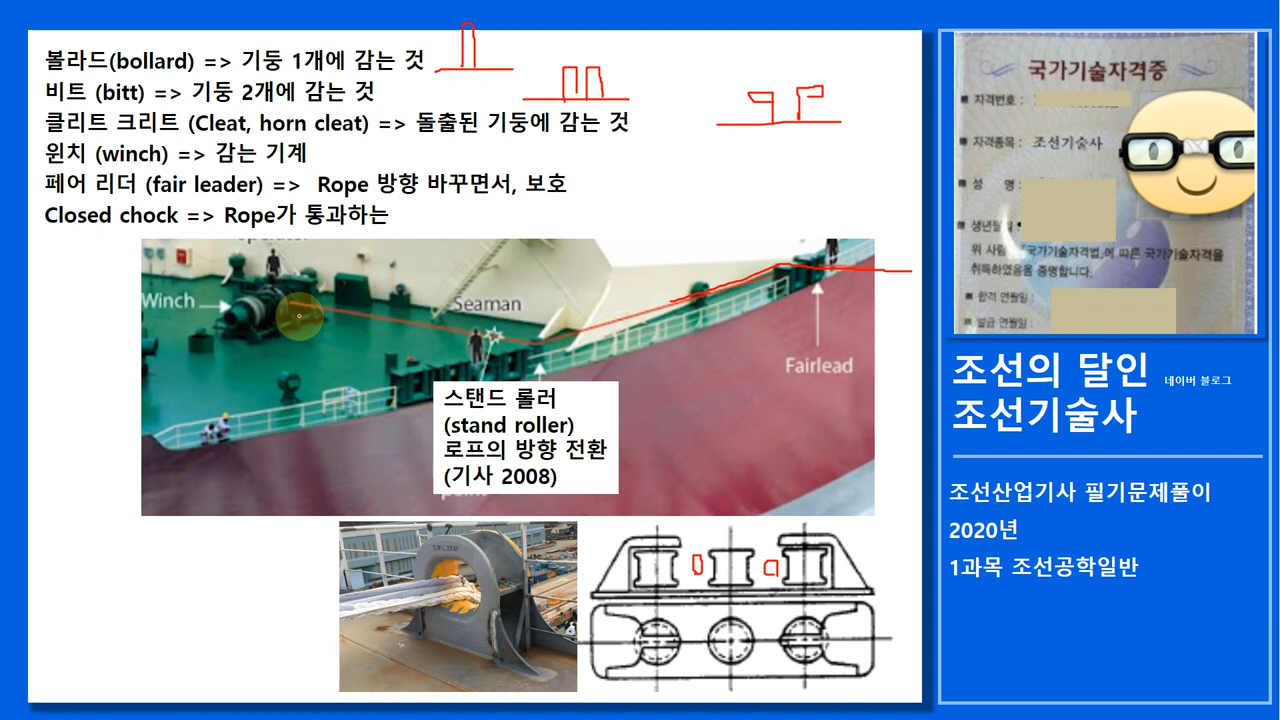 볼라드(bollard) => 기둥 1개에 감는 것
비트 (bitt) => 기둥 2개에 감는 것
클리트 크리트 (Cleat, horn cleat) => 돌출된 기둥에 감는 것
윈치 (winch) => 감는 기계
페어 리더 (fair leader) => Rope 방향 바꾸면서, 보호
Closed chock => Rope가 통과하는
Winch
Seaman
Fairlead
스탠드 롤러
(stand roller)
로프의 방향 전환
(기사 2008)
국가기술자격증
자격번호 :
자격종목 : 조선기술사
성 명 :
생년월일 :
위 사람은 「국가기술자격법」에 따른 국가기술자격을
취득하였음을 증명합니다.
합격 연월일 :
발급 연월일 :
조선의 달인 네이버 블로그
조선기술사
조선산업기사 필기문제풀이
2020년
1과목 조선공학일반